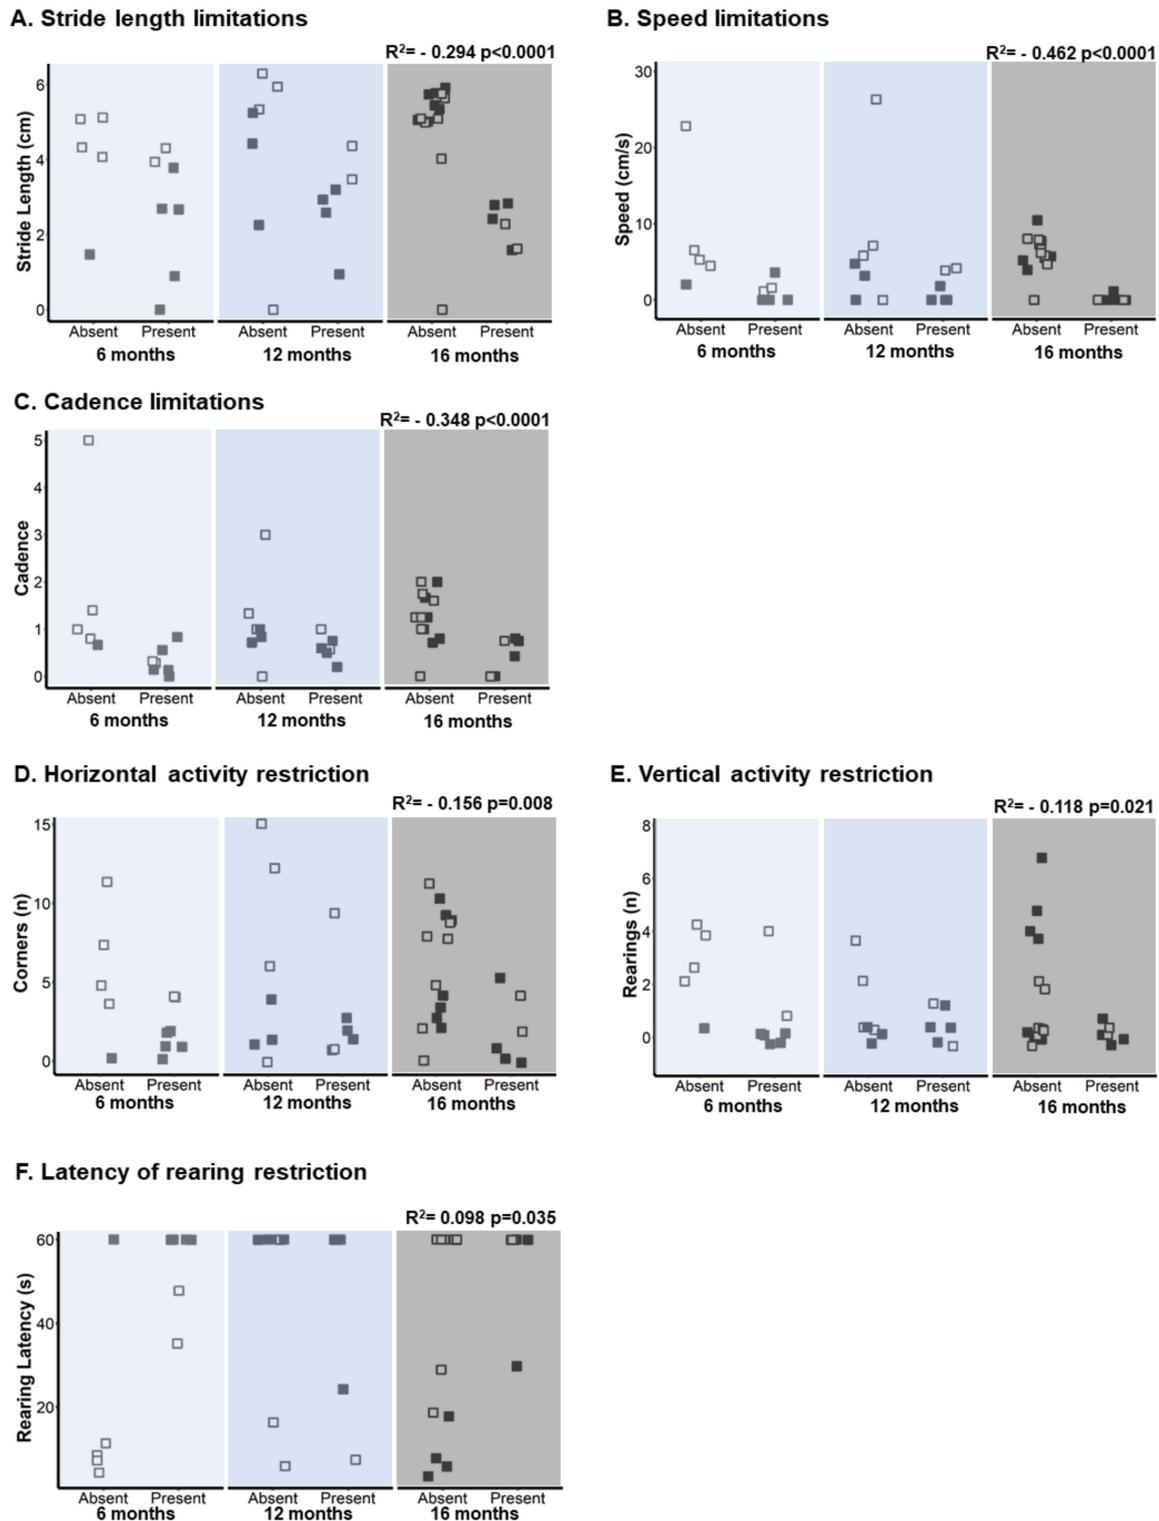 A. Stride length limitations
R²= - 0.294 p<0.0001
Stride Length (cm)
6
4
2
0
Absent Present Absent Present Absent Present
6 months 12 months 16 months
B. Speed limitations
R²= - 0.462 p<0.0001
Speed (cm/s)
30
20
10
0
Absent Present Absent Present Absent Present
6 months 12 months 16 months
C. Cadence limitations
R²= - 0.348 p<0.0001
Cadence
5
4
3
2
1
0
Absent Present Absent Present Absent Present
6 months 12 months 16 months
D. Horizontal activity restriction
R²= - 0.156 p=0.008
Corners (n)
15
10
5
0
Absent Present Absent Present Absent Present
6 months 12 months 16 months
E. Vertical activity restriction
R²= - 0.118 p=0.021
Rearings (n)
8
6
4
2
0
Absent Present Absent Present Absent Present
6 months 12 months 16 months
F. Latency of rearing restriction
R²= 0.098 p=0.035
Rearing Latency (s)
60
40
20
Absent Present Absent Present Absent Present
6 months 12 months 16 months